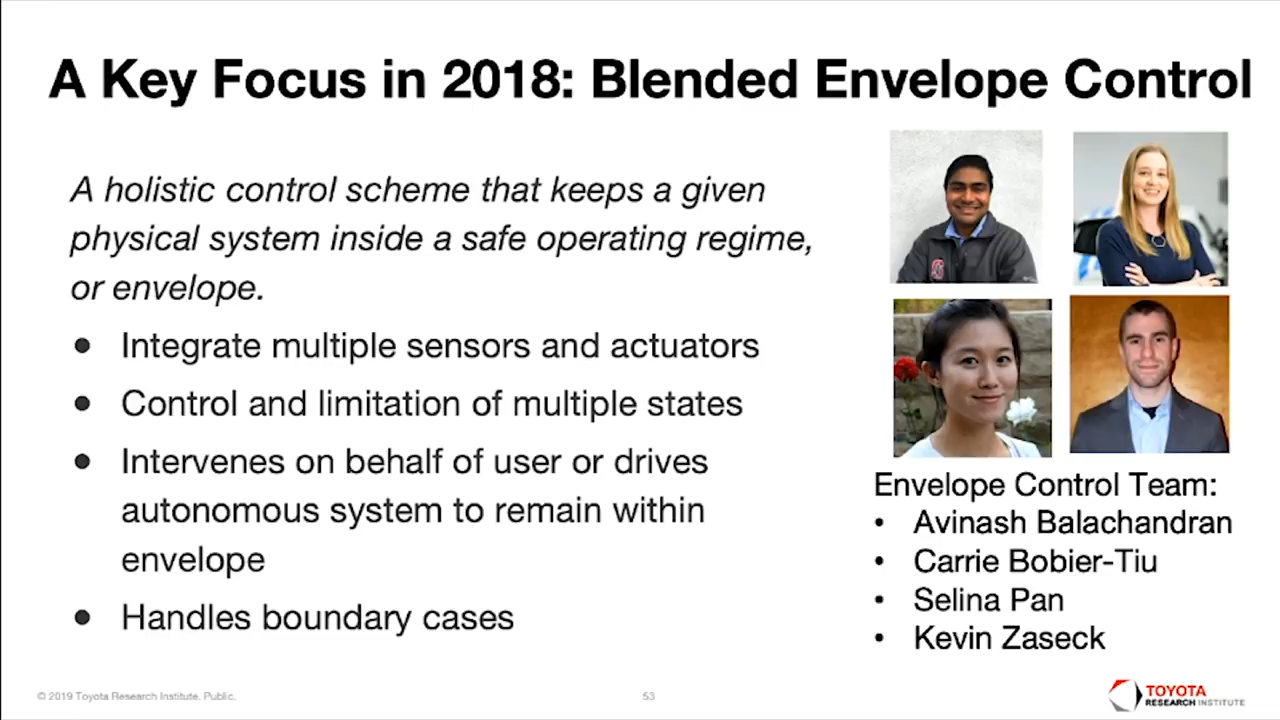 A Key Focus in 2018: Blended Envelope Control
A holistic control scheme that keeps a given
physical system inside a safe operating regime,
or envelope.
● Integrate multiple sensors and actuators
● Control and limitation of multiple states
● Intervenes on behalf of user or drives
autonomous system to remain within
envelope
● Handles boundary cases
Envelope Control Team:
• Avinash Balachandran
• Carrie Bobier-Tiu
• Selina Pan
• Kevin Zaseck
© 2019 Toyota Research Institute. Public.
53
TOYOTA
RESEARCH INSTITUTE